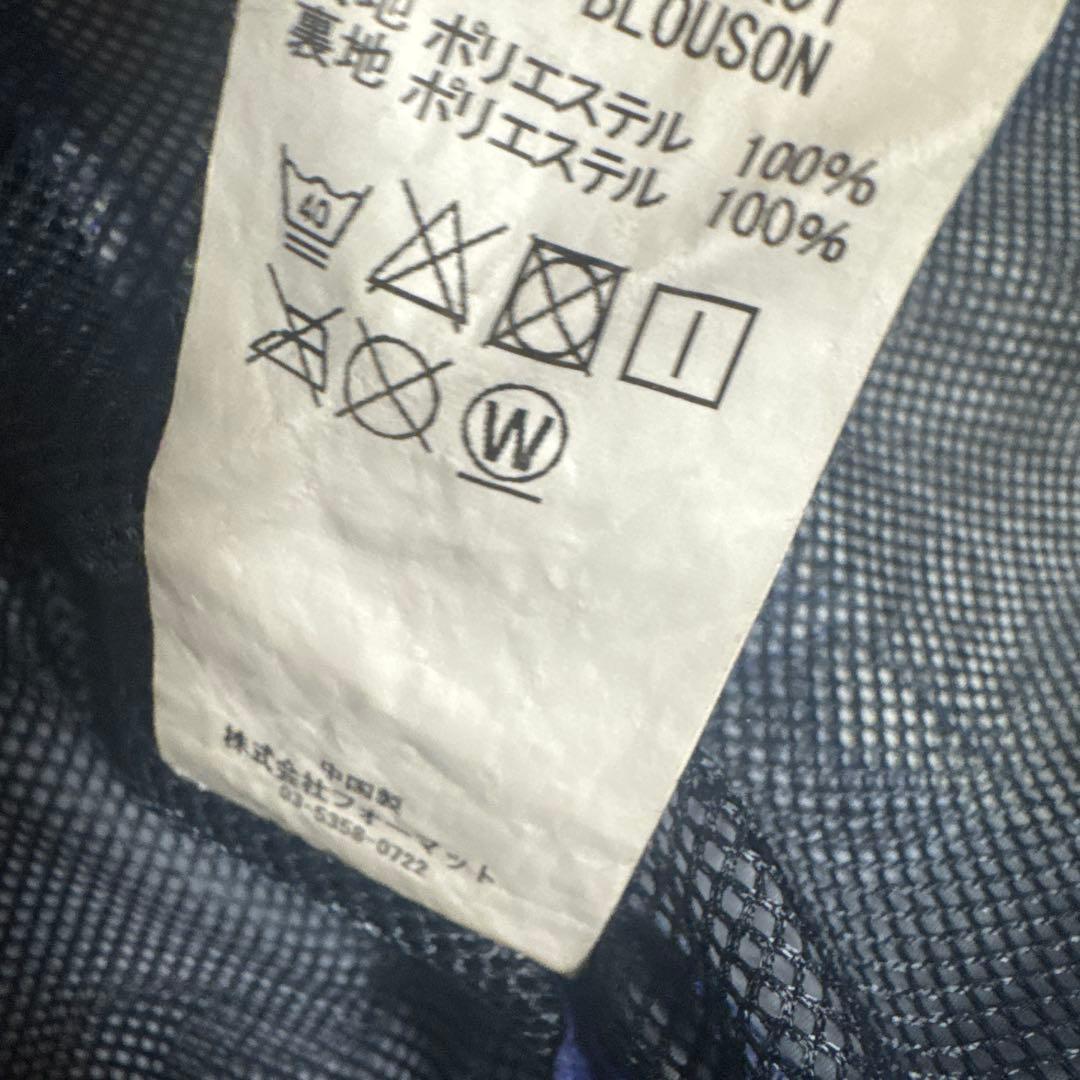 BLOUSON
地 ポリエステル 100%
裏地 ポリエステル 100%
40
W
中国製
株式会社フォーマット
03-5358-0722